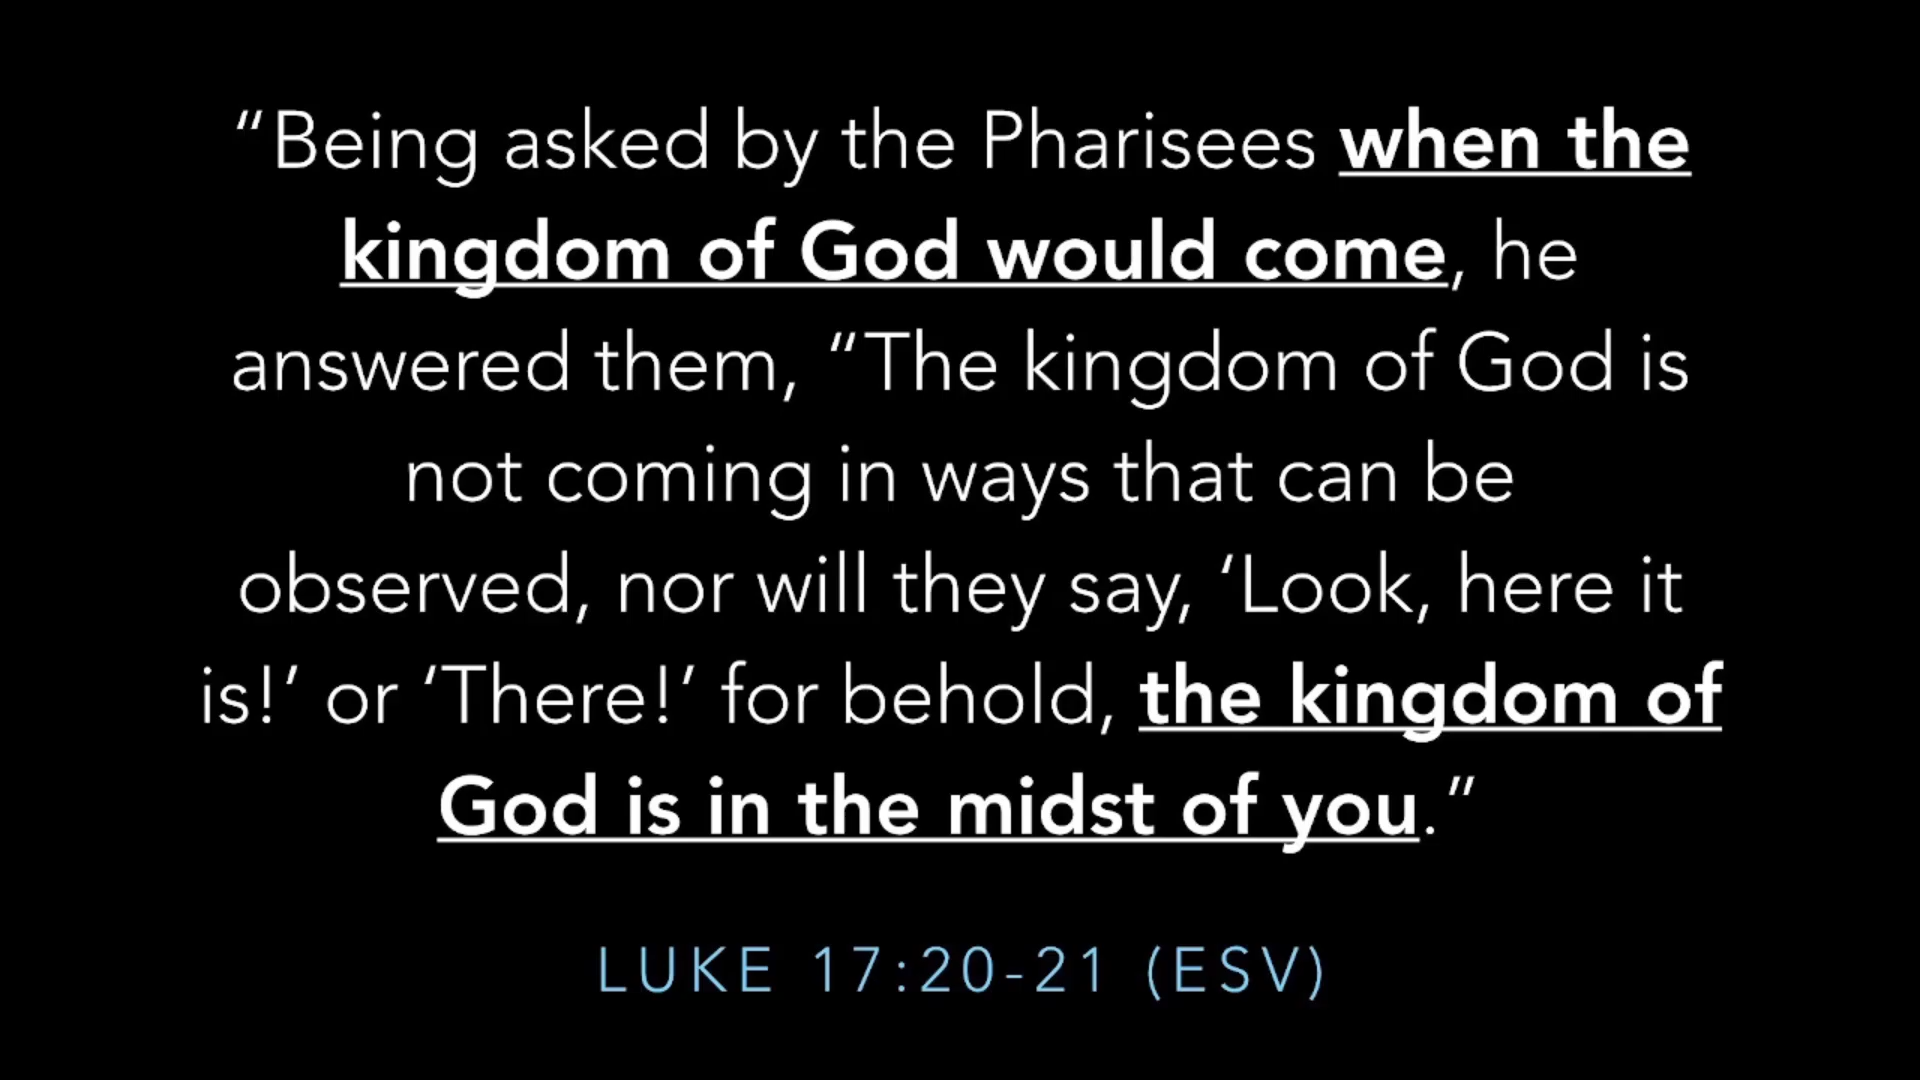 “Being asked by the Pharisees when the
kingdom of God would come, he
answered them, “The kingdom of God is
not coming in ways that can be
observed, nor will they say, ‘Look, here it
is!’ or ‘There!’ for behold, the kingdom of
God is in the midst of you.”
LUKE 17:20-21 (ESV)